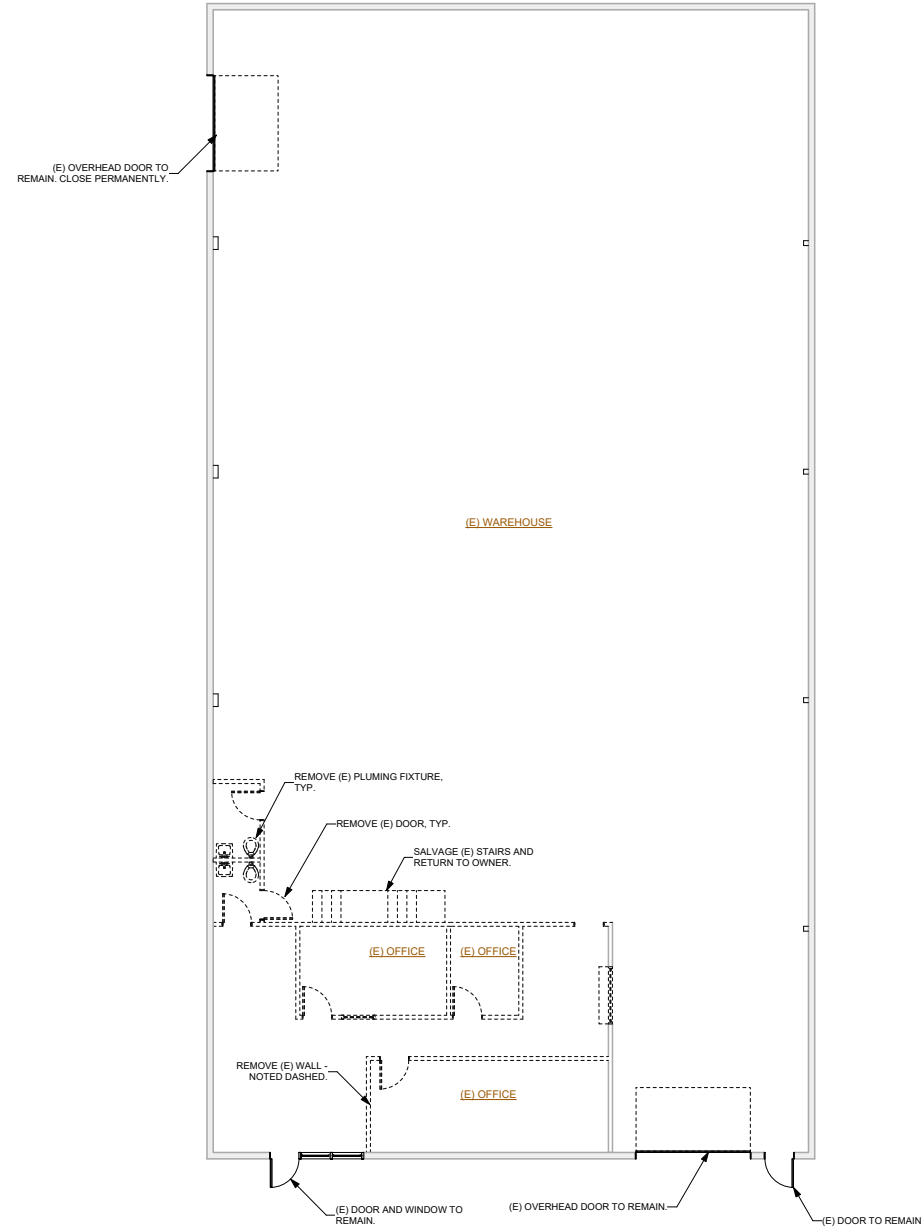 (E) OVERHEAD DOOR TO
REMAIN. CLOSE PERMANENTLY.
(E) WAREHOUSE
REMOVE (E) PLUMING FIXTURE,
TYP.
REMOVE (E) DOOR, TYP.
SALVAGE (E) STAIRS AND
RETURN TO OWNER.
(E) OFFICE
(E) OFFICE
REMOVE (E) WALL -
NOTED DASHED.
(E) OFFICE
(E) DOOR AND WINDOW TO
REMAIN.
(E) OVERHEAD DOOR TO REMAIN.
(E) DOOR TO REMAIN